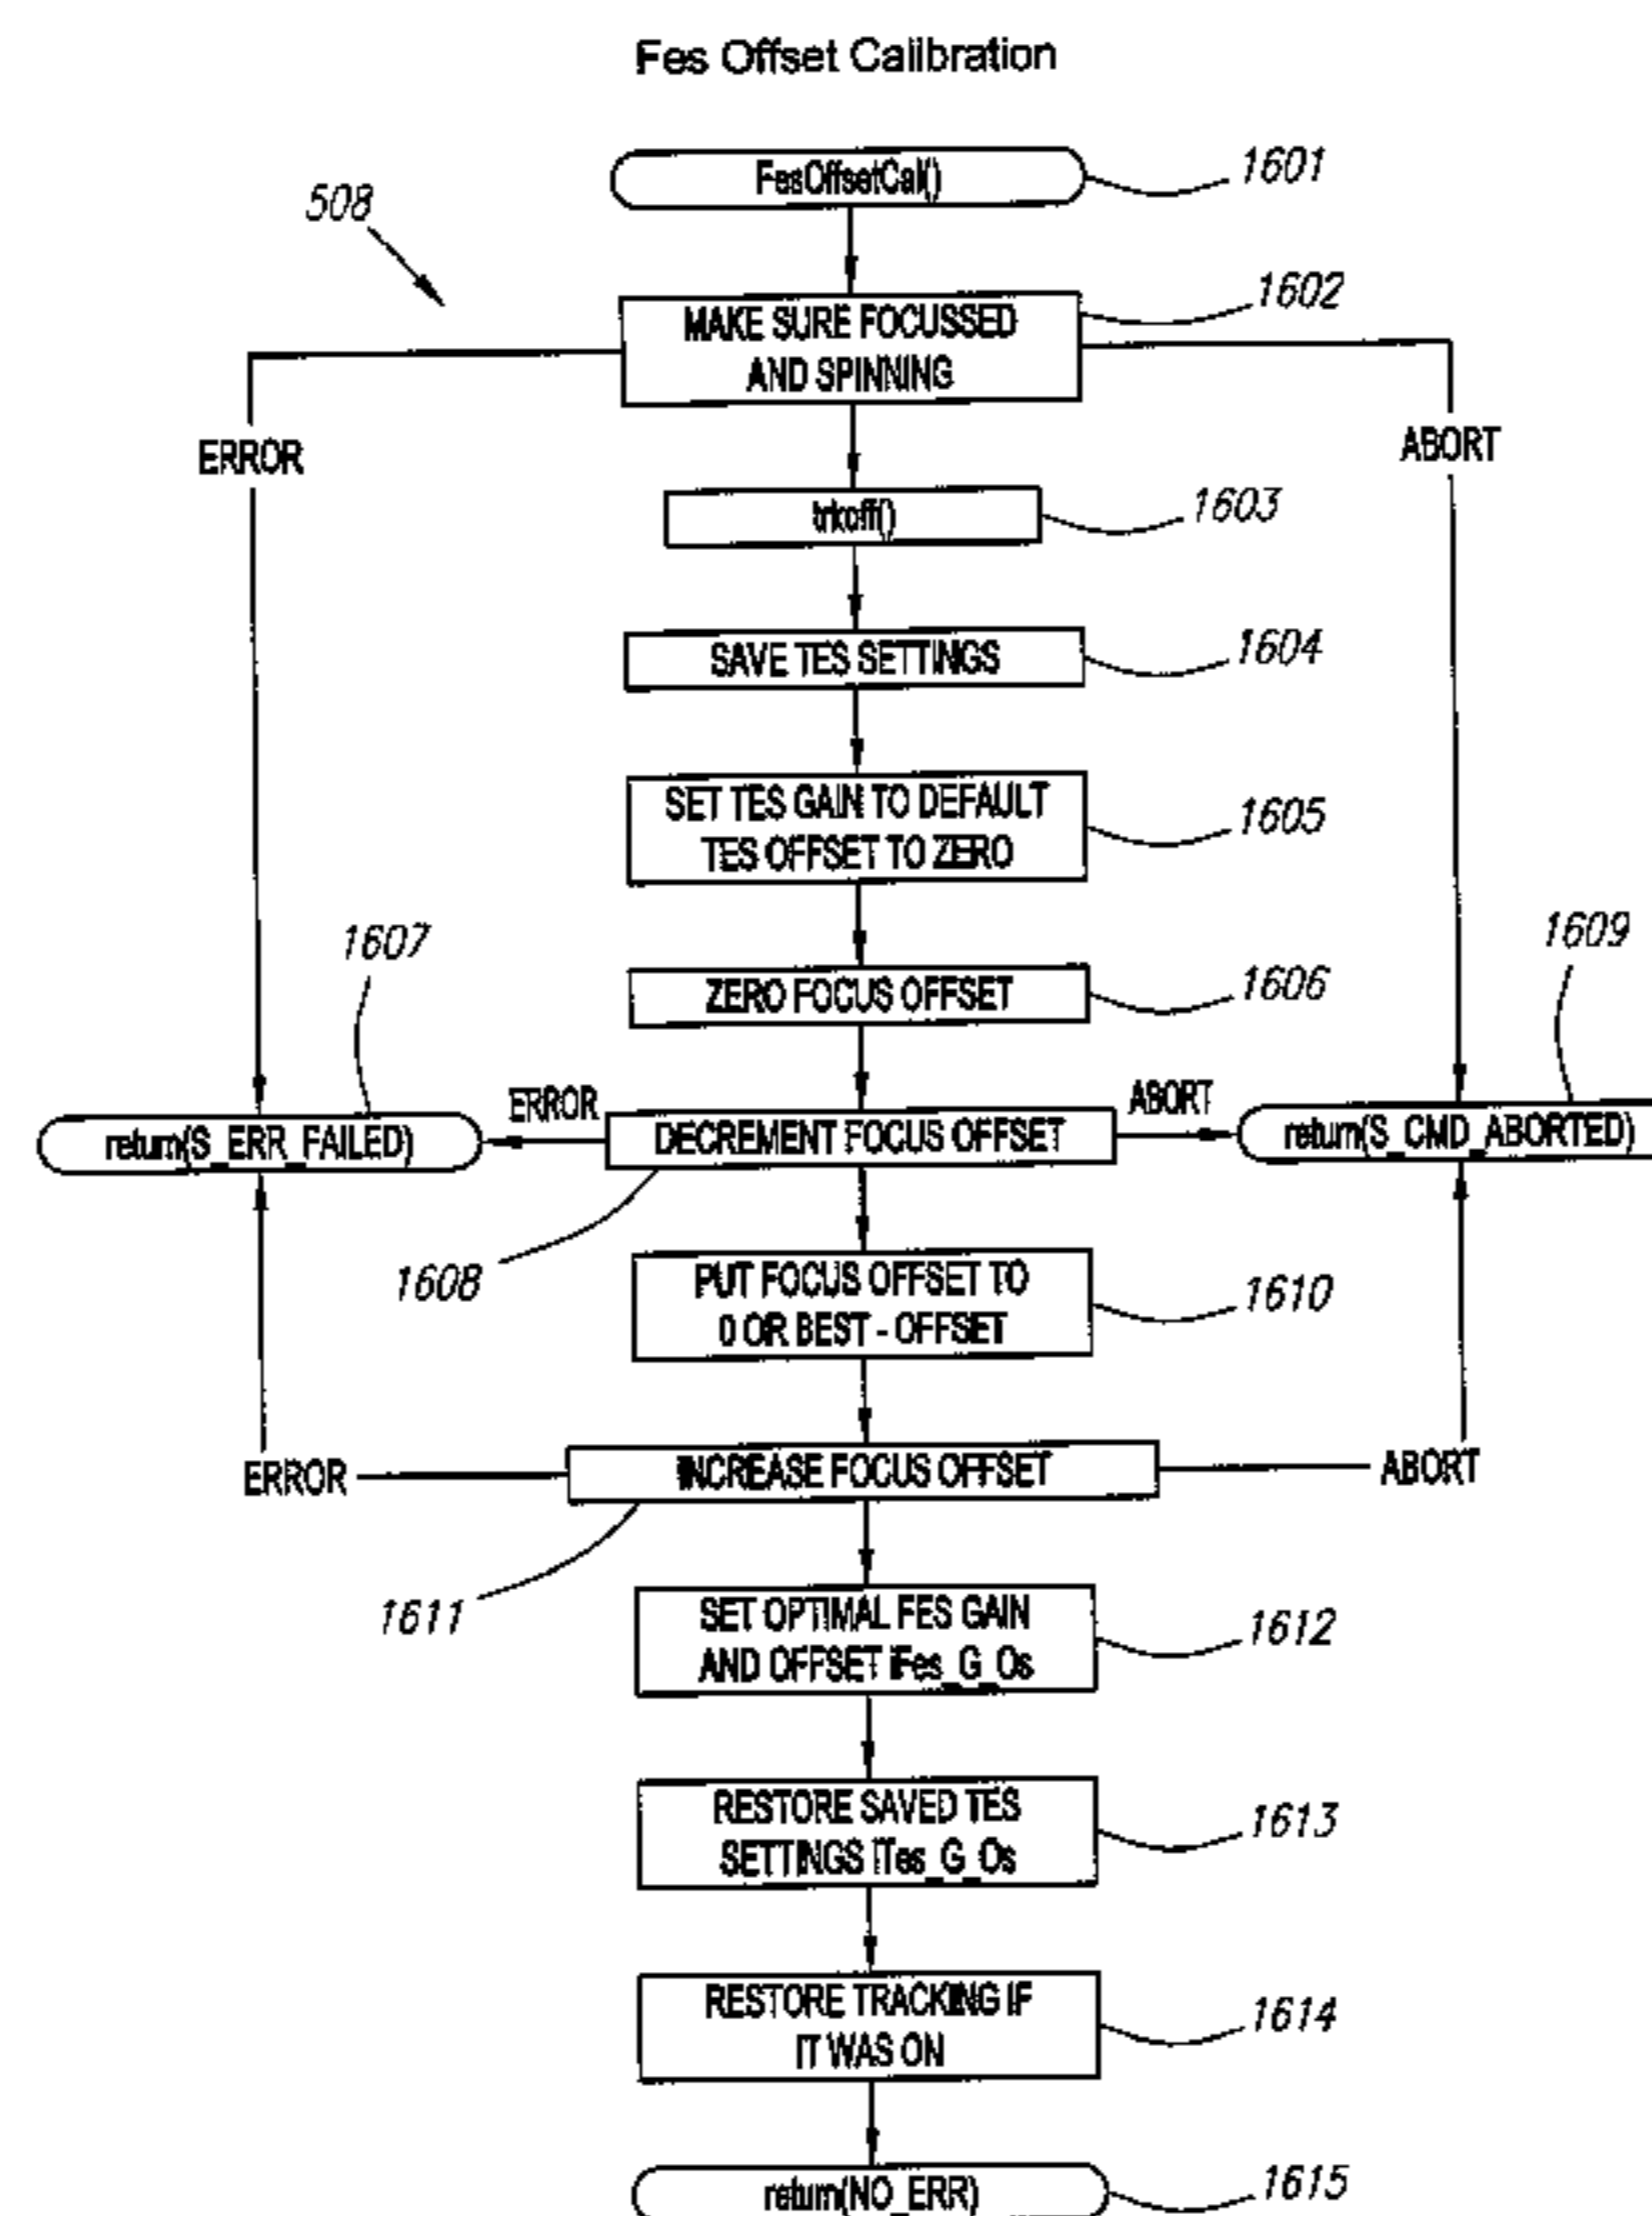 Fes Offset Calibration
FesOffsetCal()
1601
508
1602
MAKE SURE FOCUSSED
AND SPINNING
ERROR
ABORT
trkoff()
1603
SAVE TES SETTINGS
1604
SET TES GAIN TO DEFAULT
TES OFFSET TO ZERO
1605
1607
1609
ZERO FOCUS OFFSET
1606
ERROR
ABORT
return(S_ERR_FAILED)
DECREMENT FOCUS OFFSET
return(S_CMD_ABORTED)
1608
PUT FOCUS OFFSET TO
0 OR BEST - OFFSET
1610
ERROR
INCREASE FOCUS OFFSET
ABORT
1611
SET OPTIMAL FES GAIN
AND OFFSET iFes_G_Os
1612
RESTORE SAVED TES
SETTINGS iTes_G_Os
1613
RESTORE TRACKING IF
IT WAS ON
1614
return(NO_ERR)
1615